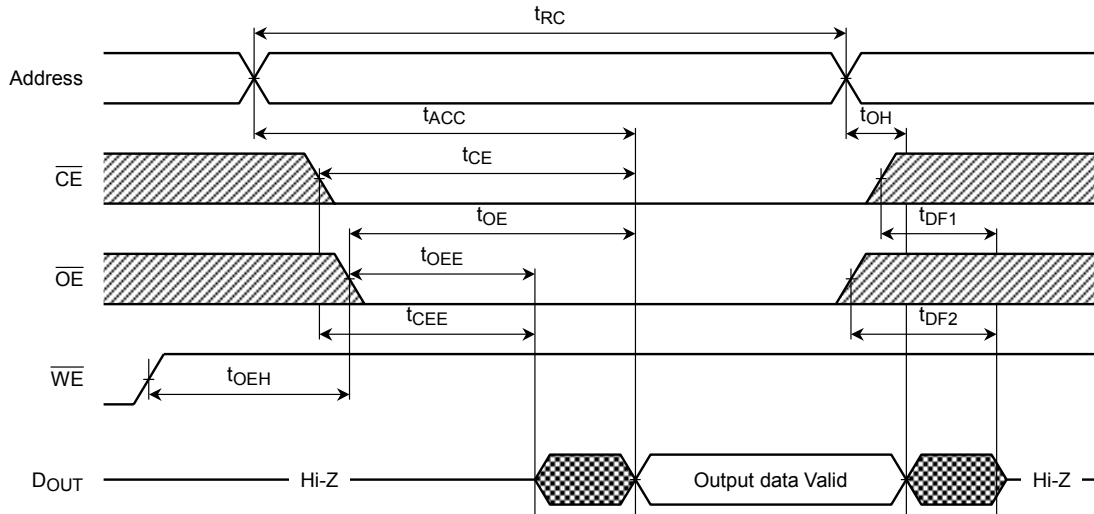 tRC
Address
tACC
tOH
CE
tCE
tOE
tDF1
OE
tOEE
tCEE
tDF2
WE
tOEH
DOUT
Hi-Z
Output data Valid
Hi-Z